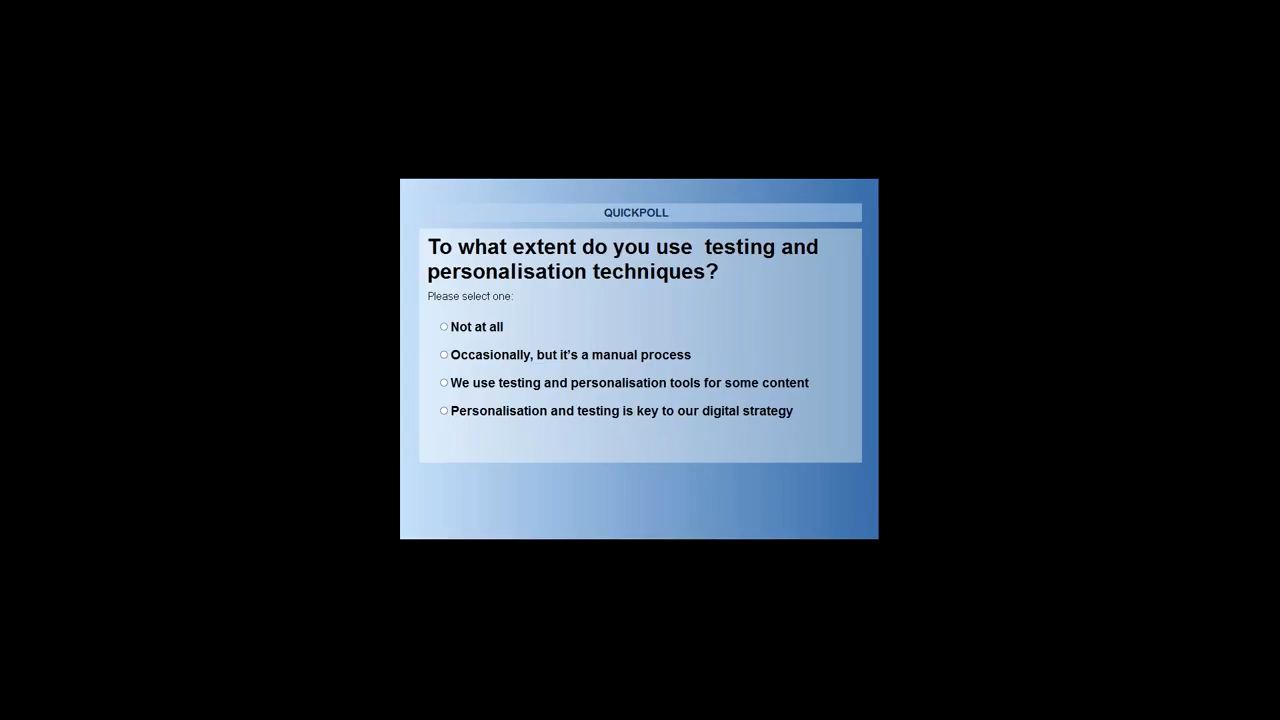 QUICKPOLL
To what extent do you use  testing and
personalisation techniques?
Please select one:
Not at all
Occasionally, but it's a manual process
We use testing and personalisation tools for some content
Personalisation and testing is key to our digital strategy